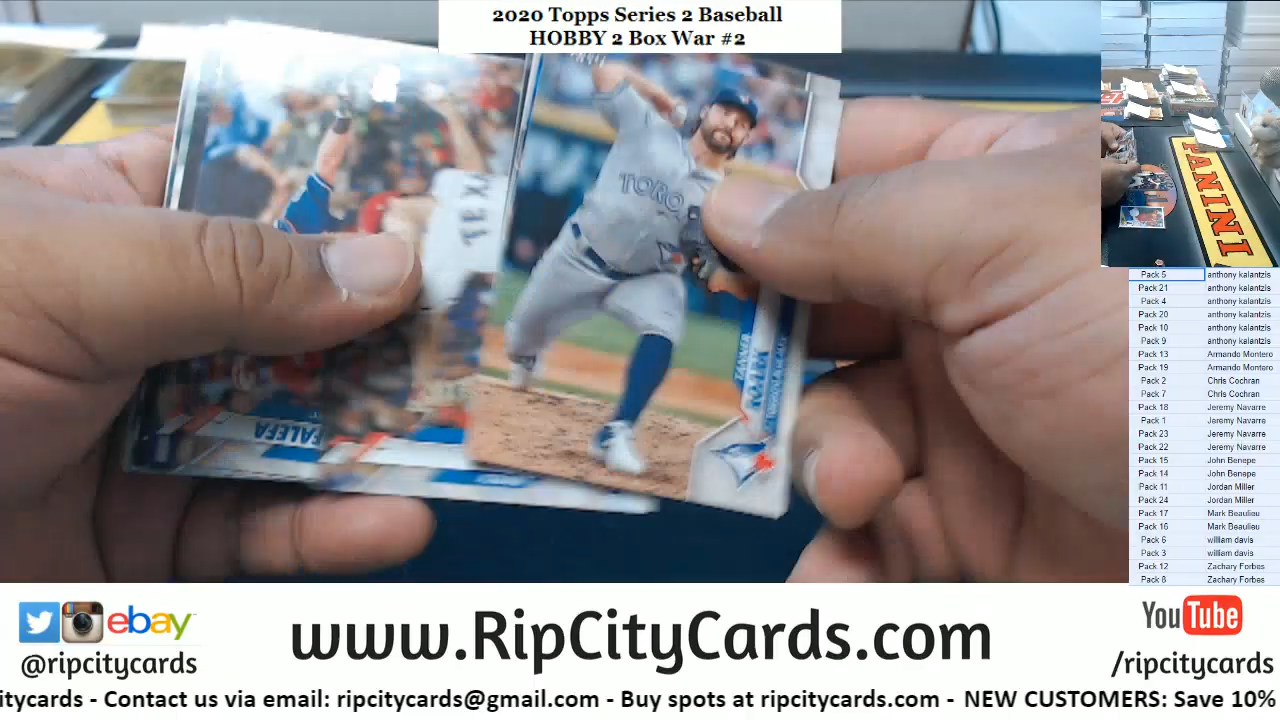 2020 Topps Series 2 Baseball
HOBBY 2 Box War #2
TORO
TANNER
ROARK
FALEFA
PANINI
Pack 5 anthony kalantzis
Pack 21 anthony kalantzis
Pack 4 anthony kalantzis
Pack 20 anthony kalantzis
Pack 10 anthony kalantzis
Pack 9 anthony kalantzis
Pack 13 Armando Montero
Pack 19 Armando Montero
Pack 2 Chris Cochran
Pack 7 Chris Cochran
Pack 18 Jeremy Navarre
Pack 1 Jeremy Navarre
Pack 23 Jeremy Navarre
Pack 22 Jeremy Navarre
Pack 15 John Benepe
Pack 14 John Benepe
Pack 11 Jordan Miller
Pack 24 Jordan Miller
Pack 17 Mark Beaulieu
Pack 16 Mark Beaulieu
Pack 6 william davis
Pack 3 william davis
Pack 12 Zachary Forbes
Pack 8 Zachary Forbes
ebay
@ripcitycards
www.RipCityCards.com
YouTube
/ripcitycards
itycards - Contact us via email: ripcitycards@gmail.com - Buy spots at ripcitycards.com - NEW CUSTOMERS: Save 10%